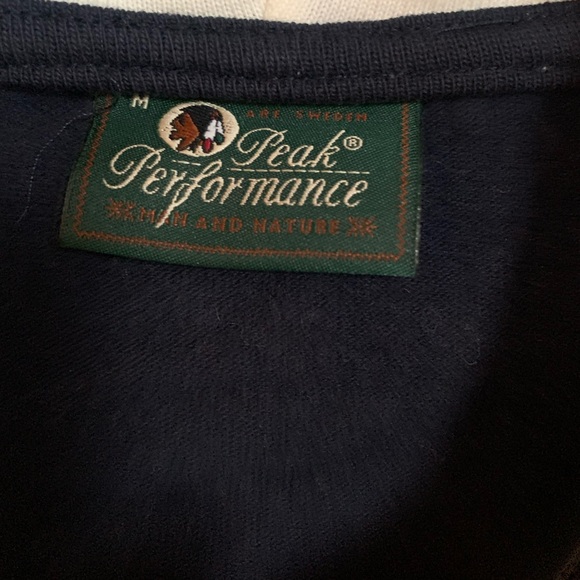 M
ARE SWEDEN
Peak®
Performance
MAN AND NATURE